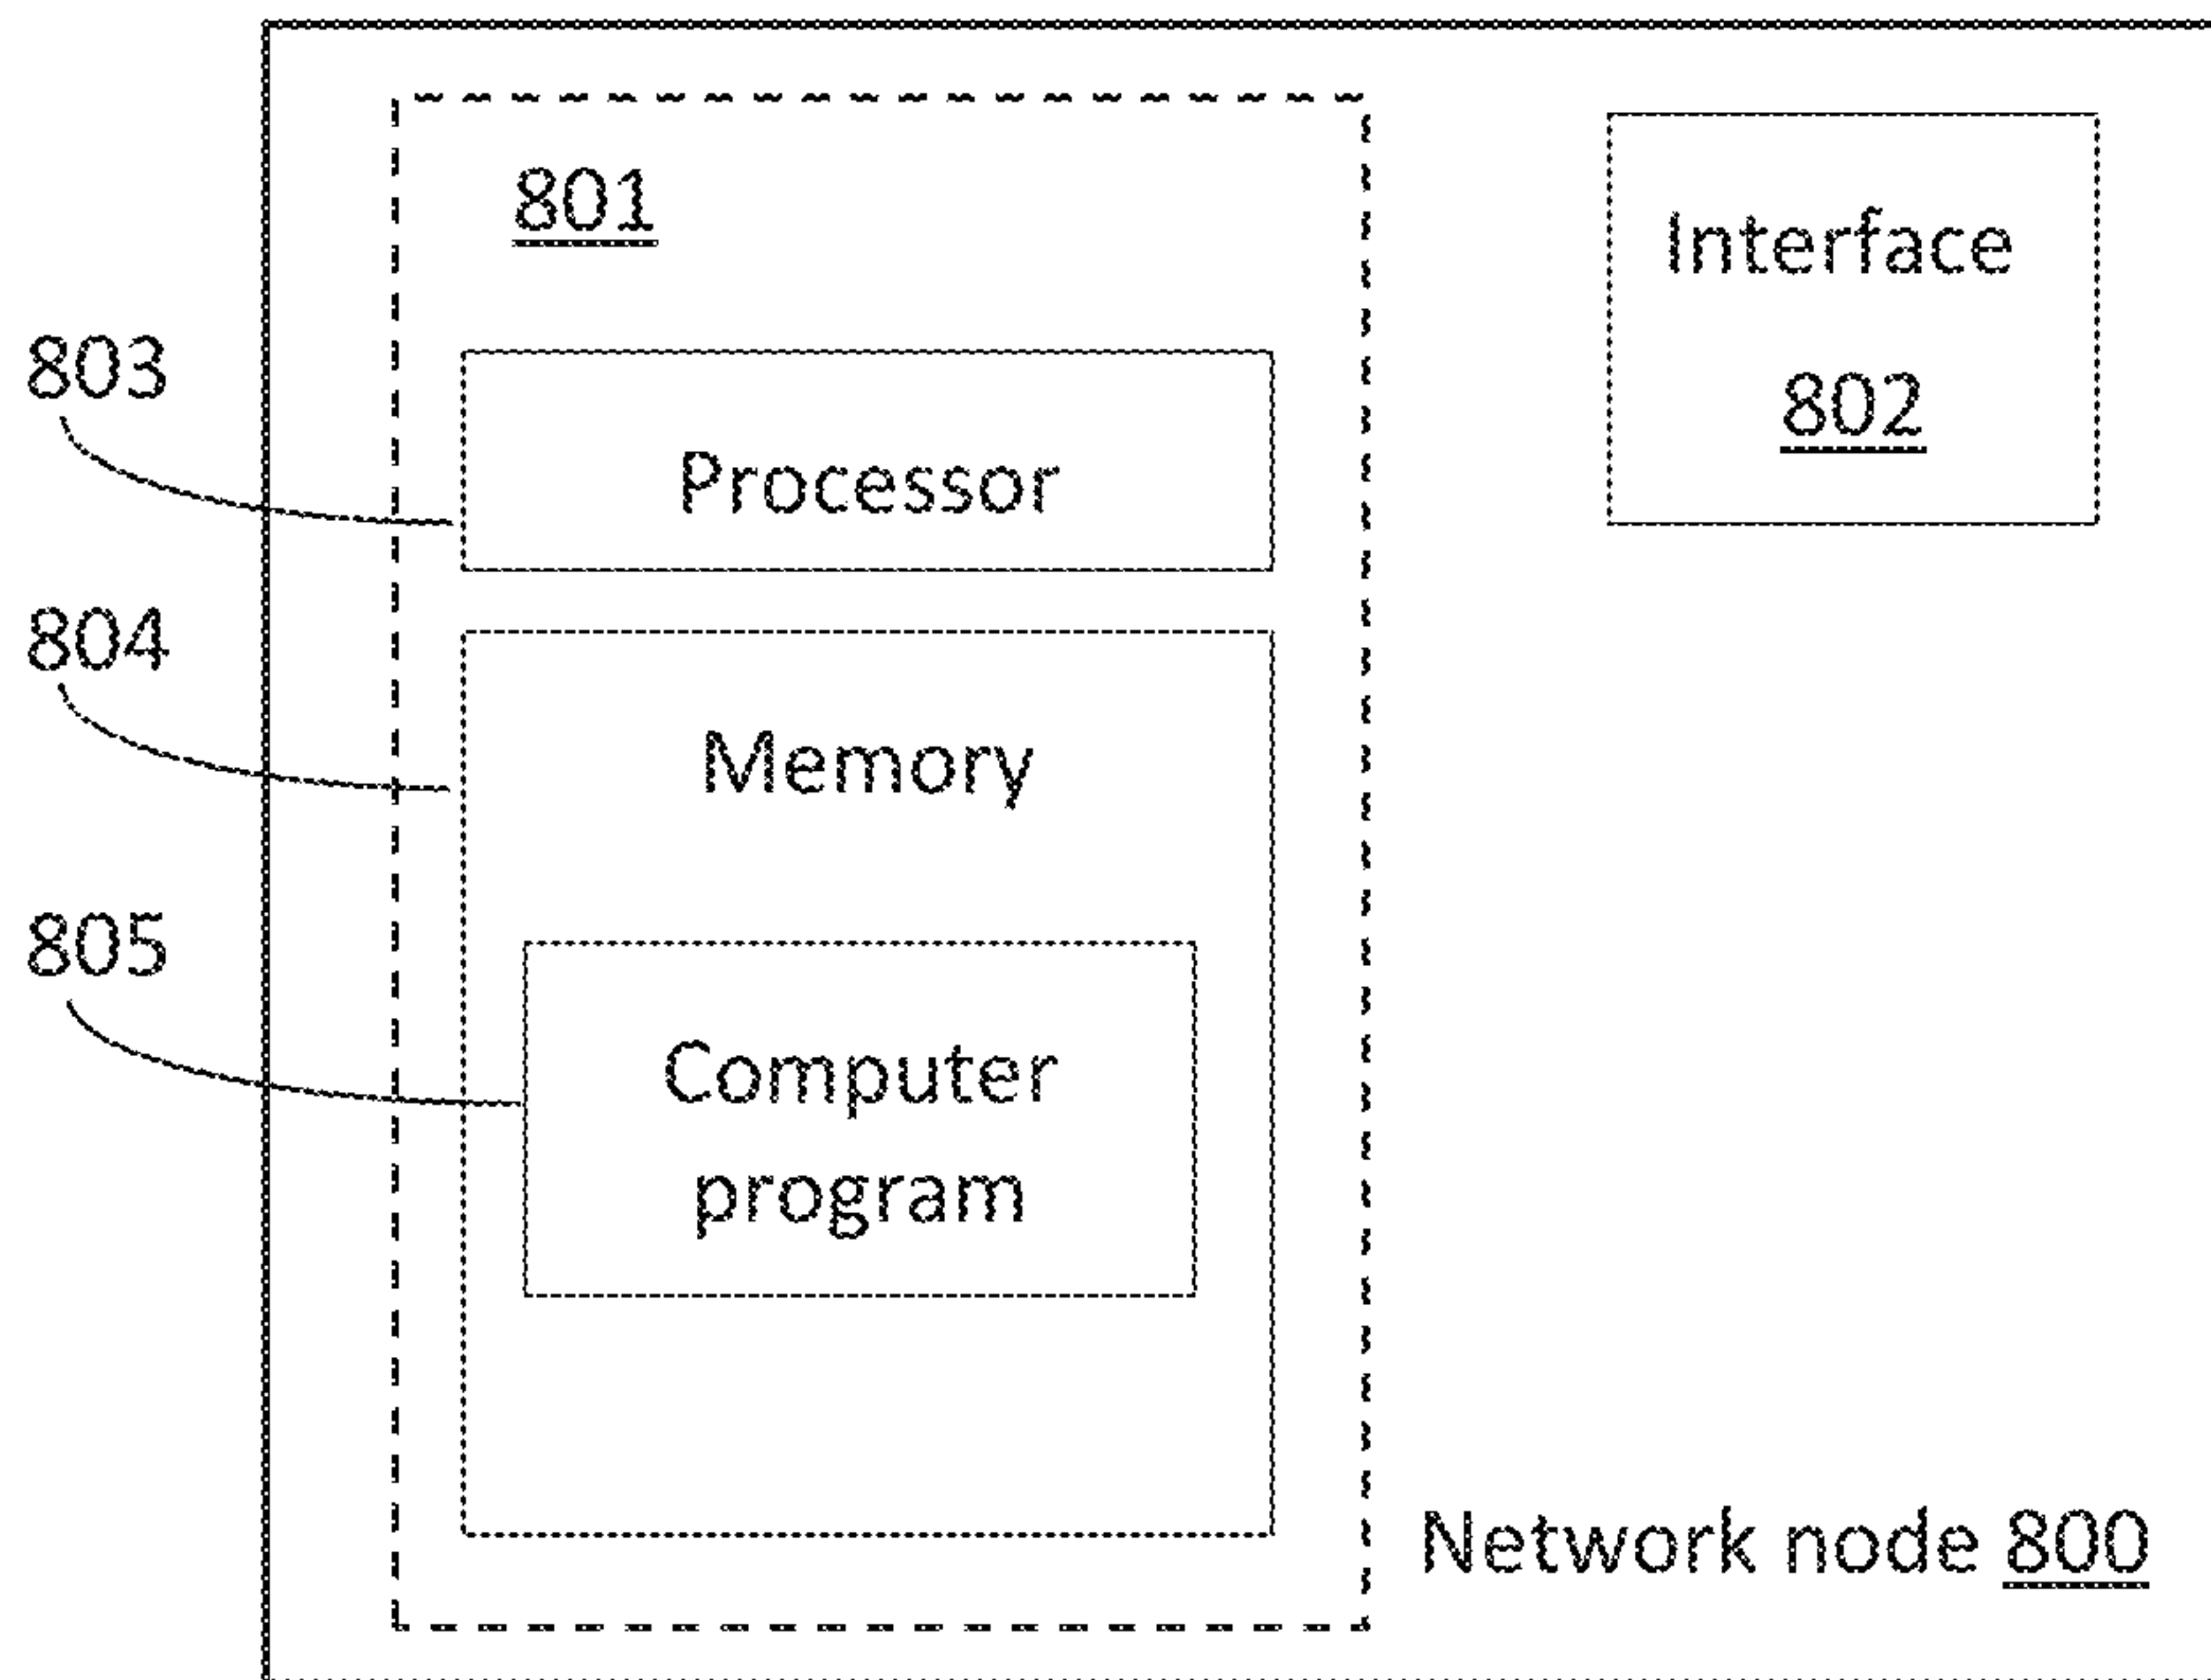 801
Interface
802
803
Processor
804
Memory
805
Computer
program
Network node 800